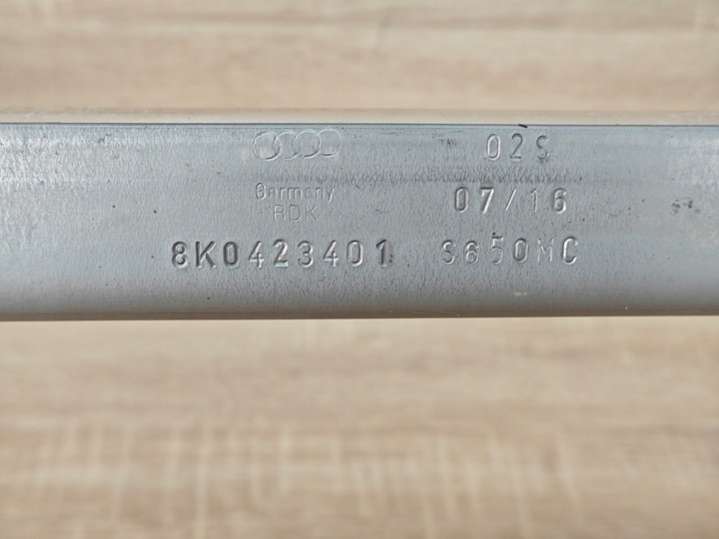 02S
Germany
07/16
RDK
8K0423401 S650MC